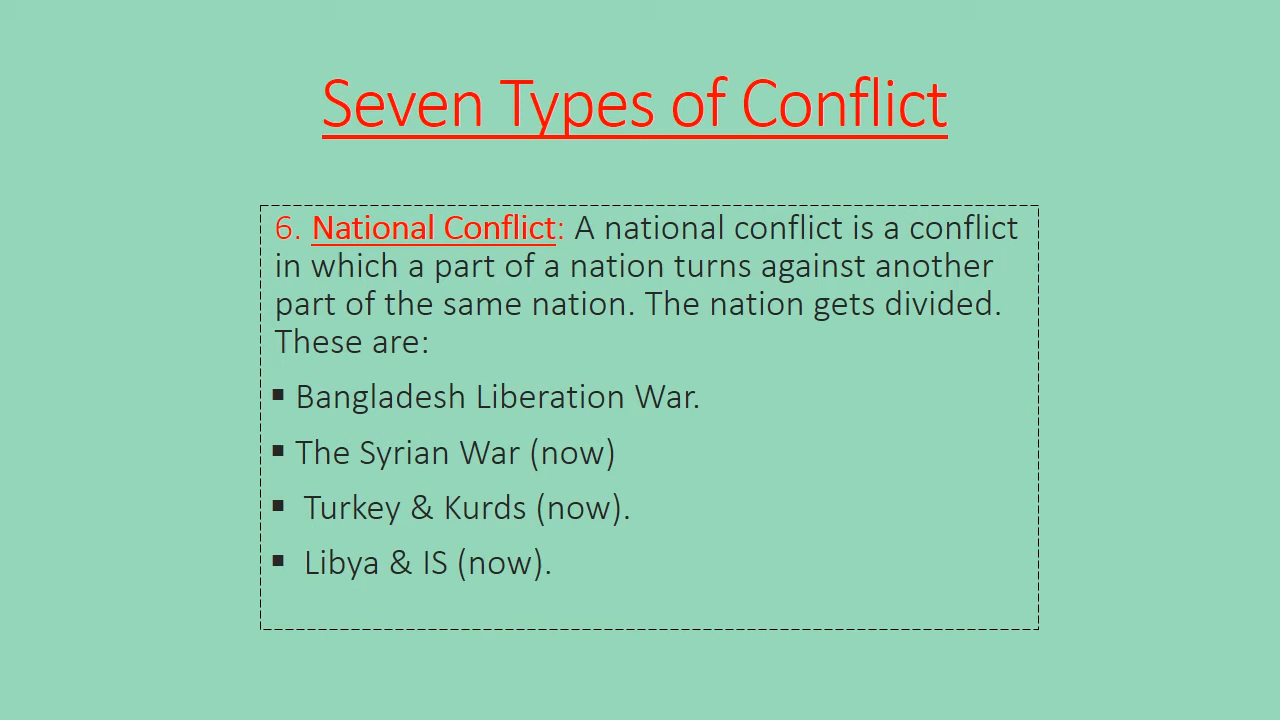 Seven Types of Conflict
6. National Conflict: A national conflict is a conflict
in which a part of a nation turns against another
part of the same nation. The nation gets divided.
These are:
▪ Bangladesh Liberation War.
▪ The Syrian War (now)
▪ Turkey & Kurds (now).
▪ Libya & IS (now).